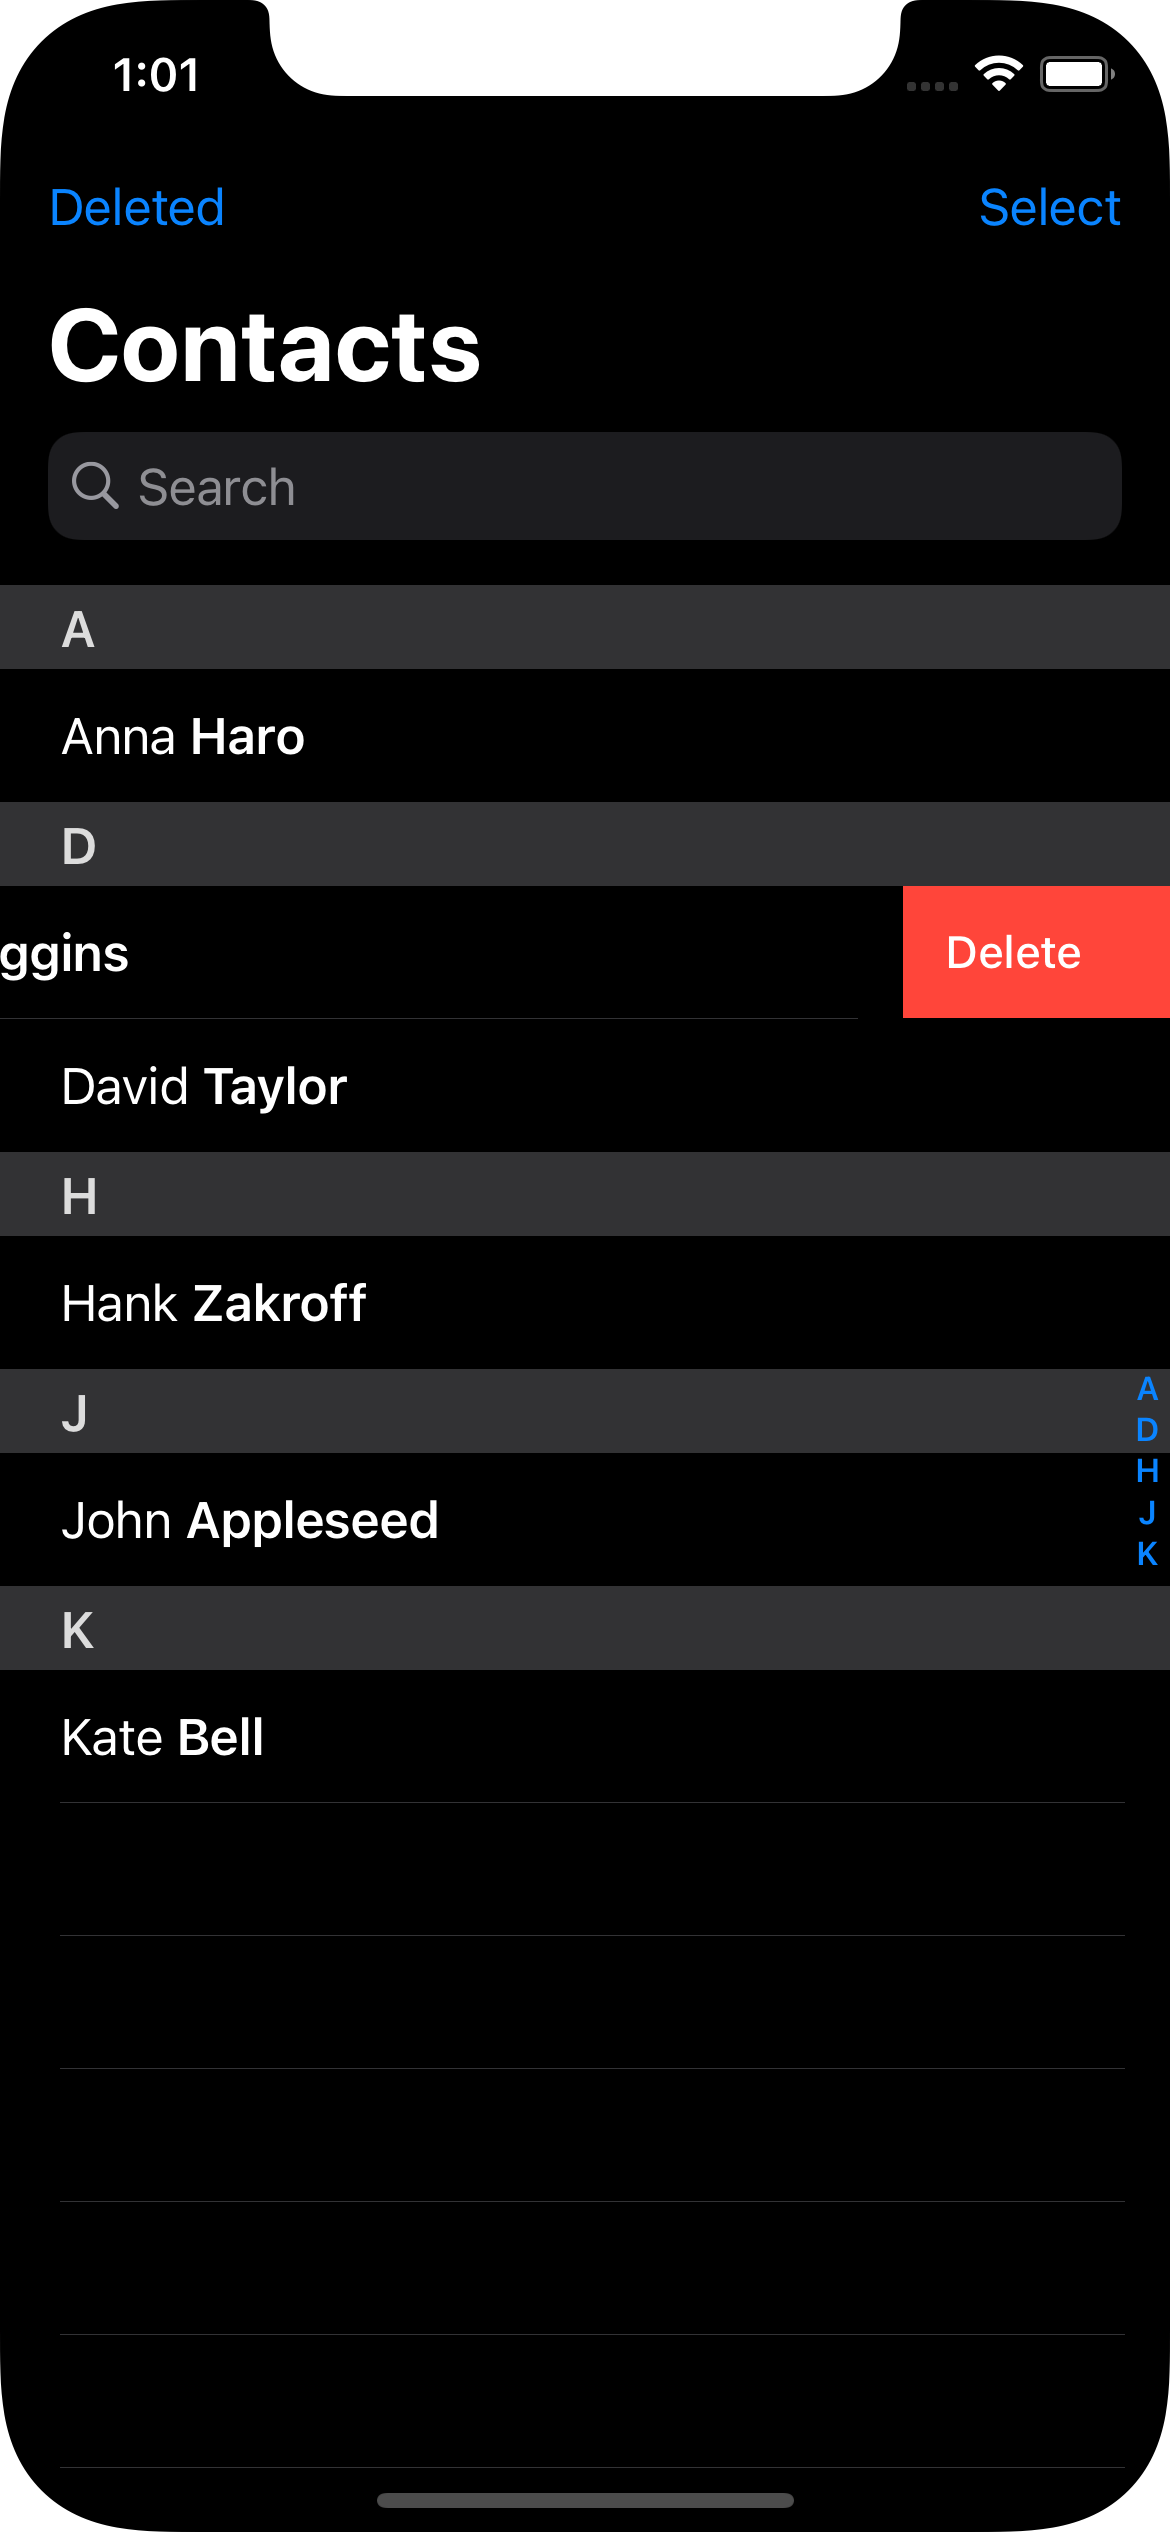 1:01
Deleted Select
Contacts
Search
A
Anna Haro
D
ggins Delete
David Taylor
H
Hank Zakroff
J
John Appleseed
K
Kate Bell
A
D
H
J
K